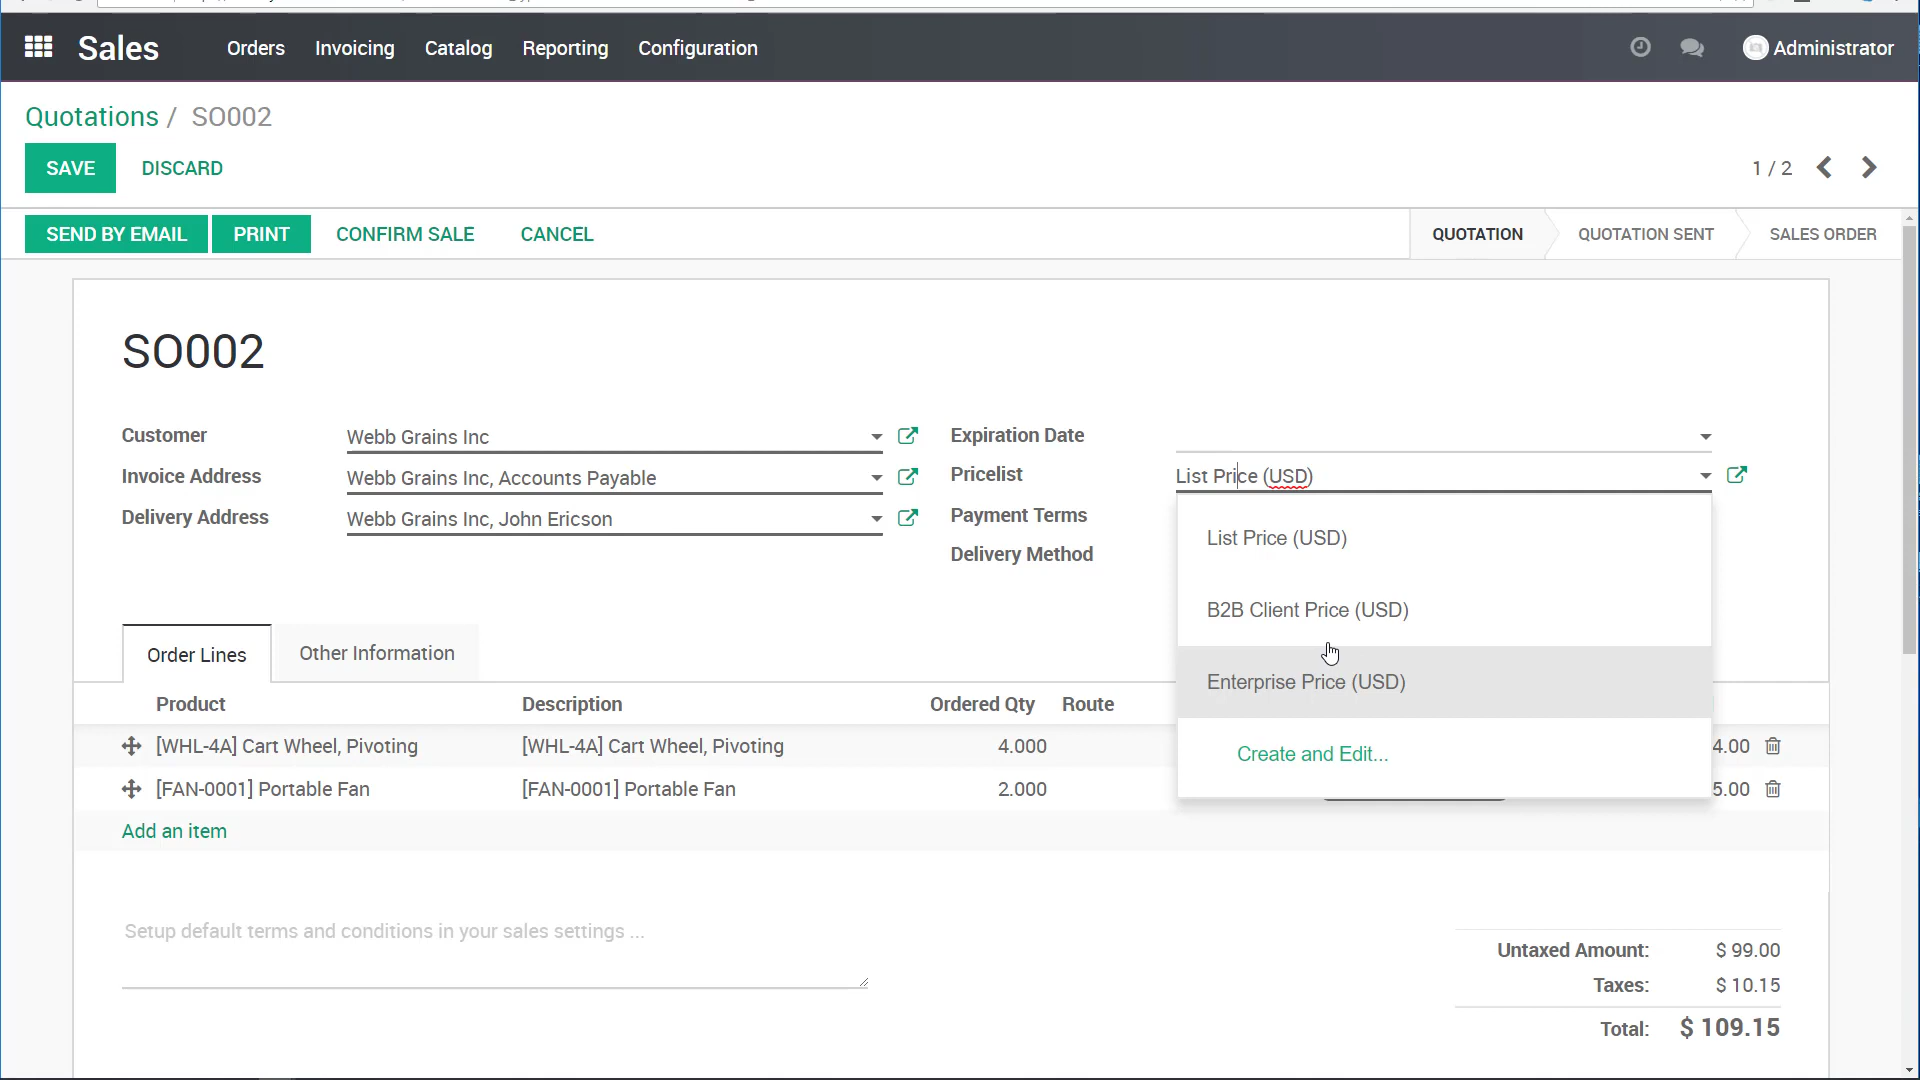 Sales Orders Invoicing Catalog Reporting Configuration Administrator
Quotations / SO002
SAVE DISCARD 1 / 2
SEND BY EMAIL PRINT CONFIRM SALE CANCEL QUOTATION QUOTATION SENT SALES ORDER
SO002
Customer Webb Grains Inc Expiration Date
Invoice Address Webb Grains Inc, Accounts Payable Pricelist List Price (USD)
Delivery Address Webb Grains Inc, John Ericson Payment Terms
Delivery Method
List Price (USD)
B2B Client Price (USD)
Enterprise Price (USD)
Create and Edit...
Order Lines Other Information
Product Description Ordered Qty Route
[WHL-4A] Cart Wheel, Pivoting [WHL-4A] Cart Wheel, Pivoting 4.000 4.00
[FAN-0001] Portable Fan [FAN-0001] Portable Fan 2.000 5.00
Add an item
Setup default terms and conditions in your sales settings ...
Untaxed Amount: $ 99.00
Taxes: $ 10.15
Total: $ 109.15